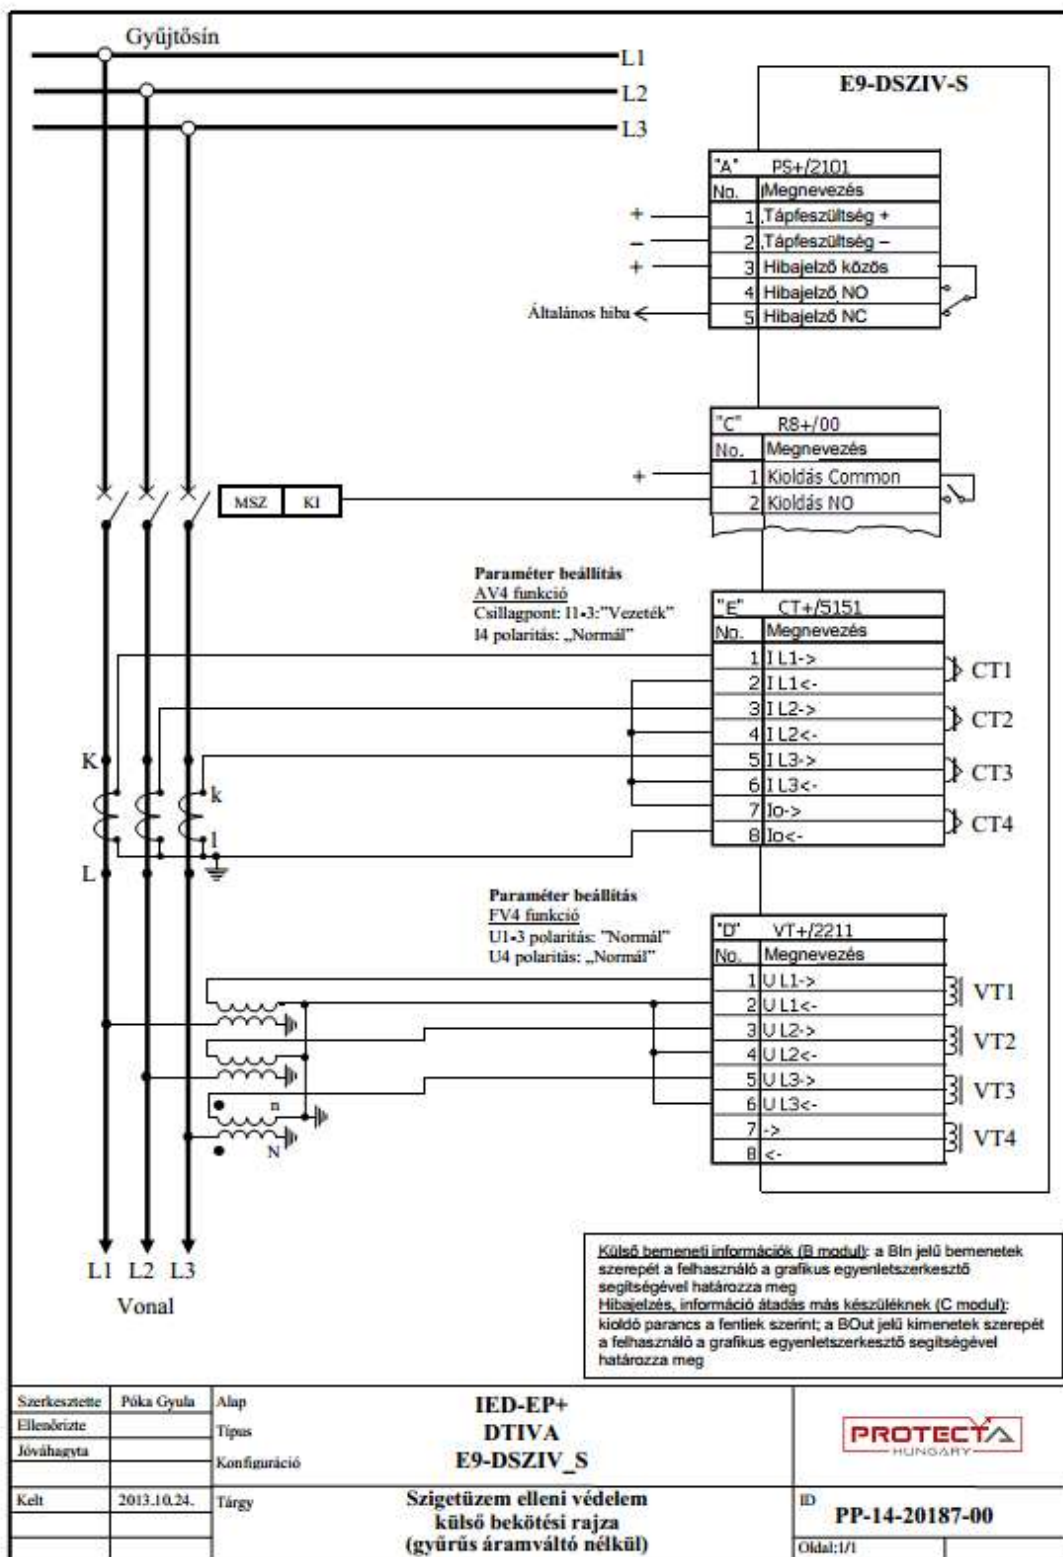 Gyűjtősín
L1
L2
L3
E9-DSZIV-S
"A" PS+/2101
No. Megnevezés
+ 1 Tápfeszültség +
– 2 Tápfeszültség –
+ 3 Hibajelző közös
4 Hibajelző NO
Általános hiba 5 Hibajelző NC
"C" R8+/00
No. Megnevezés
+ 1 Kioldás Common
2 Kioldás NO
MSZ KI
Paraméter beállítás
AV4 funkció
Csillagpont: I1-3:"Vezeték"
I4 polaritás: „Normál"
"E" CT+/5151
No. Megnevezés
1 I L1->
2 I L1<-
CT1
3 I L2->
4 I L2<-
CT2
5 I L3->
6 I L3<-
CT3
7 Io->
8 Io<-
CT4
K
k
l
L
Paraméter beállítás
FV4 funkció
U1-3 polaritás: "Normál"
U4 polaritás: „Normál"
"D" VT+/2211
No. Megnevezés
1 U L1->
2 U L1<-
VT1
3 U L2->
4 U L2<-
VT2
5 U L3->
6 U L3<-
VT3
7 ->
8 <-
VT4
n
N
L1 L2 L3
Vonal
Külső bemeneti információk (B modul): a BIn jelű bemenetek
szerepét a felhasználó a grafikus egyenletszerkesztő
segítségével határozza meg
Hibajelzés, információ átadás más készüléknek (C modul):
kioldó parancs a fentiek szerint; a BOut jelű kimenetek szerepét
a felhasználó a grafikus egyenletszerkesztő segítségével
határozza meg
Szerkesztette Póka Gyula
Ellenőrizte
Jóváhagyta
Kelt 2013.10.24.
Alap IED-EP+
Típus DTIVA
Konfiguráció E9-DSZIV_S
Tárgy Szigetüzem elleni védelem
külső bekötési rajza
(gyűrűs áramváltó nélkül)
PROTECTA
HUNGARY
ID
PP-14-20187-00
Oldal:1/1